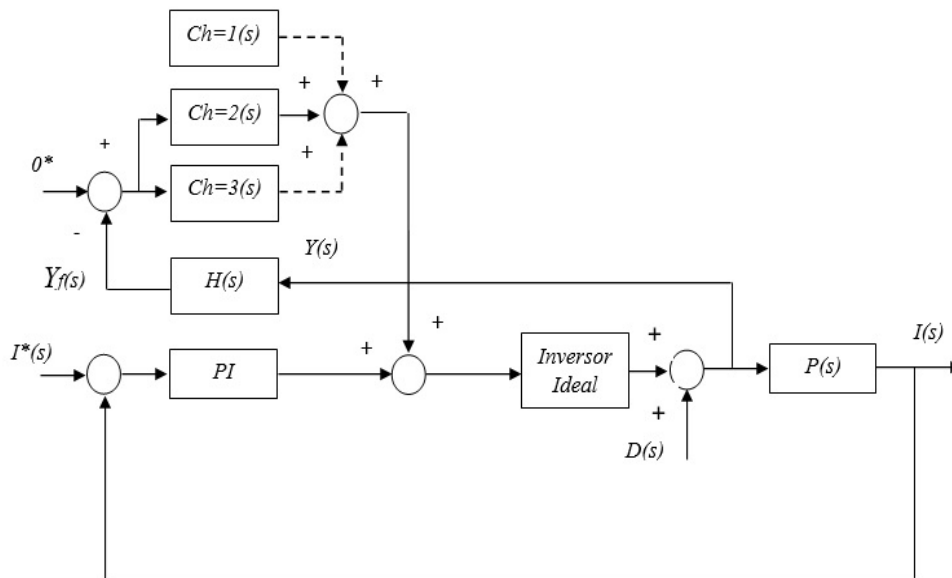 Ch=1(s)
+ +
Ch=2(s)
+
+
0*
Ch=3(s)
-
Y(s)
Yf(s)
H(s)
+
I*(s)
+
+
I(s)
PI
Inversor
Ideal
P(s)
+
D(s)